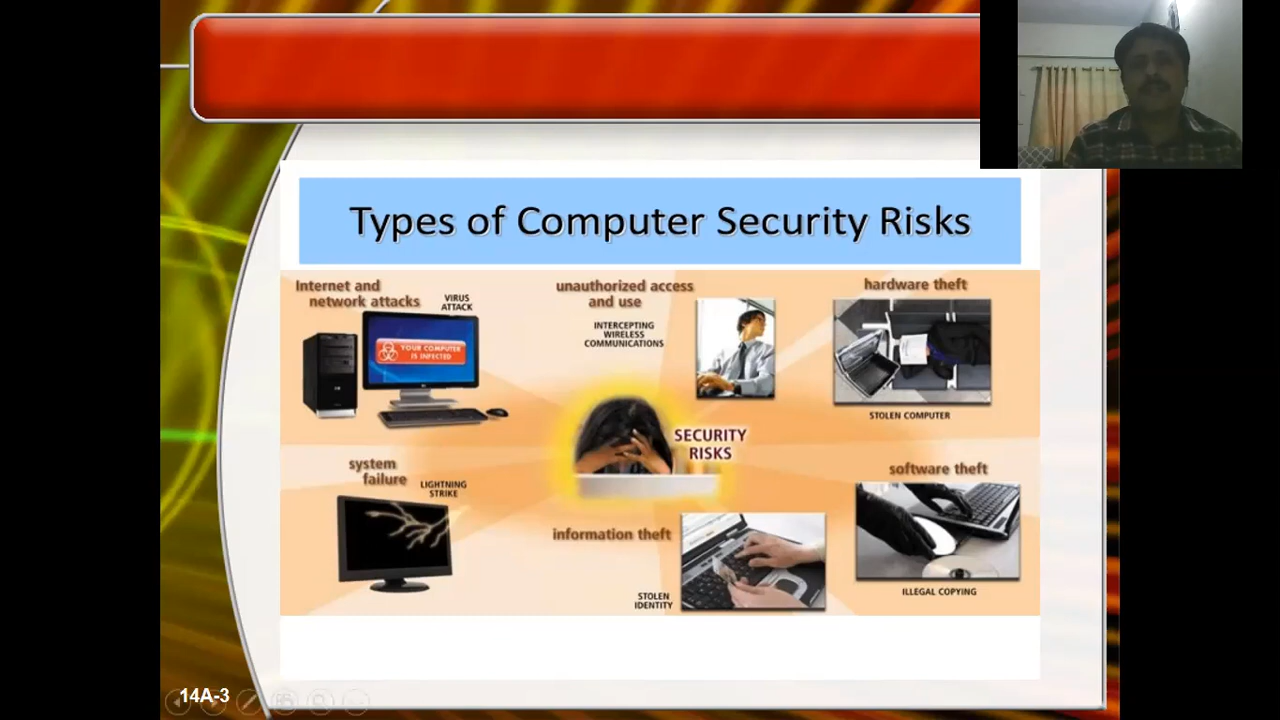 Types of Computer Security Risks
Internet and
network attacks
VIRUS
ATTACK
YOUR COMPUTER
IS INFECTED
unauthorized access
and use
INTERCEPTING
WIRELESS
COMMUNICATIONS
hardware theft
STOLEN COMPUTER
SECURITY
RISKS
system
failure
LIGHTNING
STRIKE
information theft
STOLEN
IDENTITY
software theft
ILLEGAL COPYING
14A-3